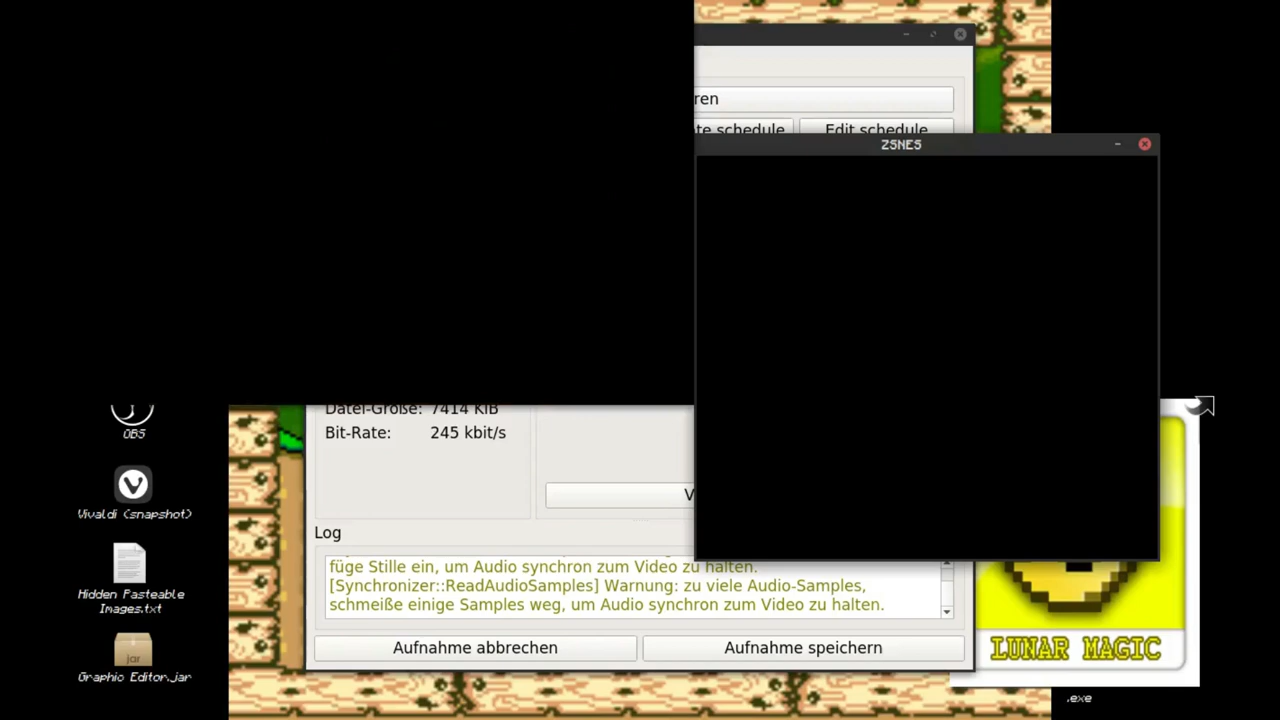 ren
te schedule
Edit schedule
ZSNES
Datei-Größe: 7414 KiB
Bit-Rate: 245 kbit/s
V
Log
füge Stille ein, um Audio synchron zum Video zu halten.
[Synchronizer::ReadAudioSamples] Warnung: zu viele Audio-Samples,
schmeiße einige Samples weg, um Audio synchron zum Video zu halten.
Aufnahme abbrechen
Aufnahme speichern
OBS
Vivaldi (snapshot)
Hidden Pasteable
Images.txt
jar
Graphic Editor.jar
LUNAR MAGIC
.exe